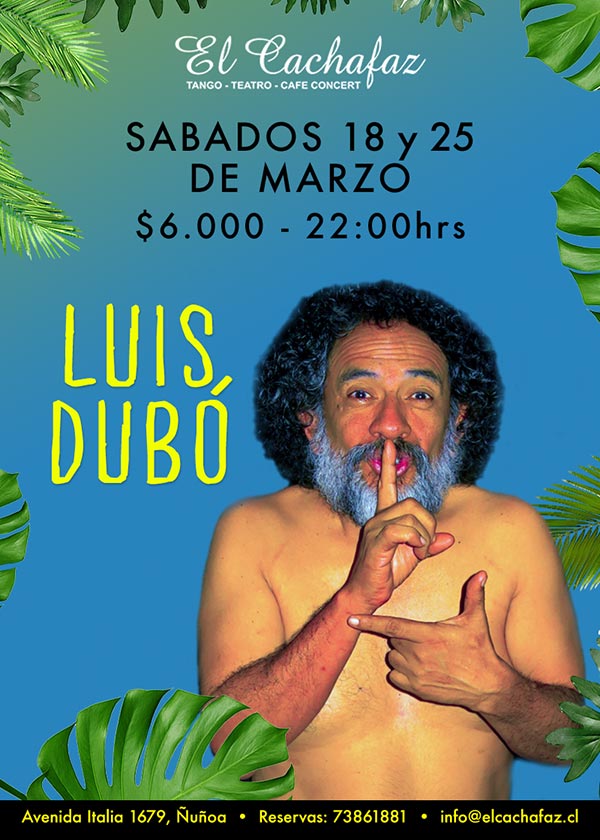 El Cachafaz
TANGO - TEATRO - CAFE CONCERT
SABADOS 18 y 25
DE MARZO
$6.000 - 22:00hrs
LUIS
DUBÓ
Avenida Italia 1679, Ñuñoa • Reservas: 73861881 • info@elcachafaz.cl